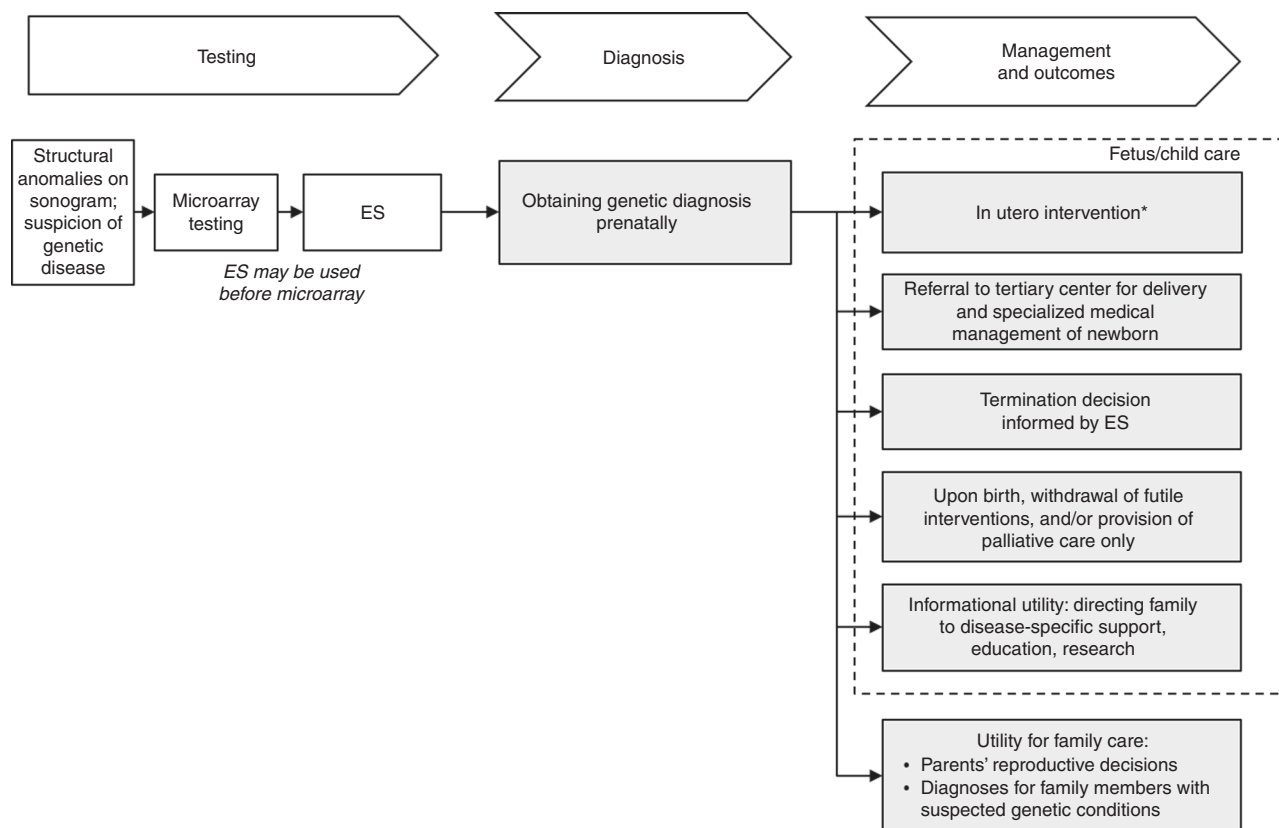 Testing
Diagnosis
Management
and outcomes
Structural
anomalies on
sonogram;
suspicion of
genetic
disease
Microarray
testing
ES
ES may be used
before microarray
Obtaining genetic diagnosis
prenatally
Fetus/child care
In utero intervention*
Referral to tertiary center for delivery
and specialized medical
management of newborn
Termination decision
informed by ES
Upon birth, withdrawal of futile
interventions, and/or provision of
palliative care only
Informational utility: directing family
to disease-specific support,
education, research
Utility for family care:
• Parents' reproductive decisions
• Diagnoses for family members with
suspected genetic conditions